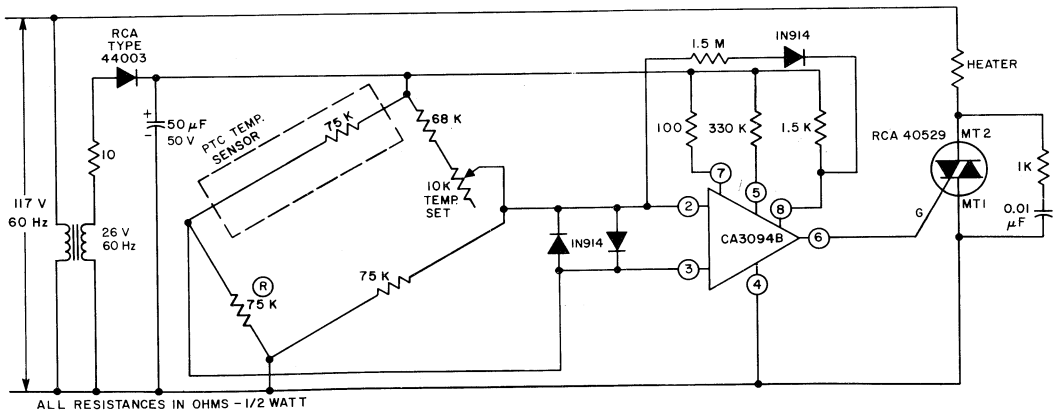 RCA
TYPE
44003
+
-
50 μF
50 V
10
117 V
60 Hz
26 V
60 Hz
PTC TEMP.
SENSOR
75 K
68 K
10K
TEMP.
SET
R
75 K
75 K
1N914
1.5 M
1N914
100
330 K
1.5 K
7
5
8
2
3
CA3094B
6
4
HEATER
RCA 40529
MT2
MT1
G
1K
0.01
μF
ALL RESISTANCES IN OHMS – 1/2 WATT